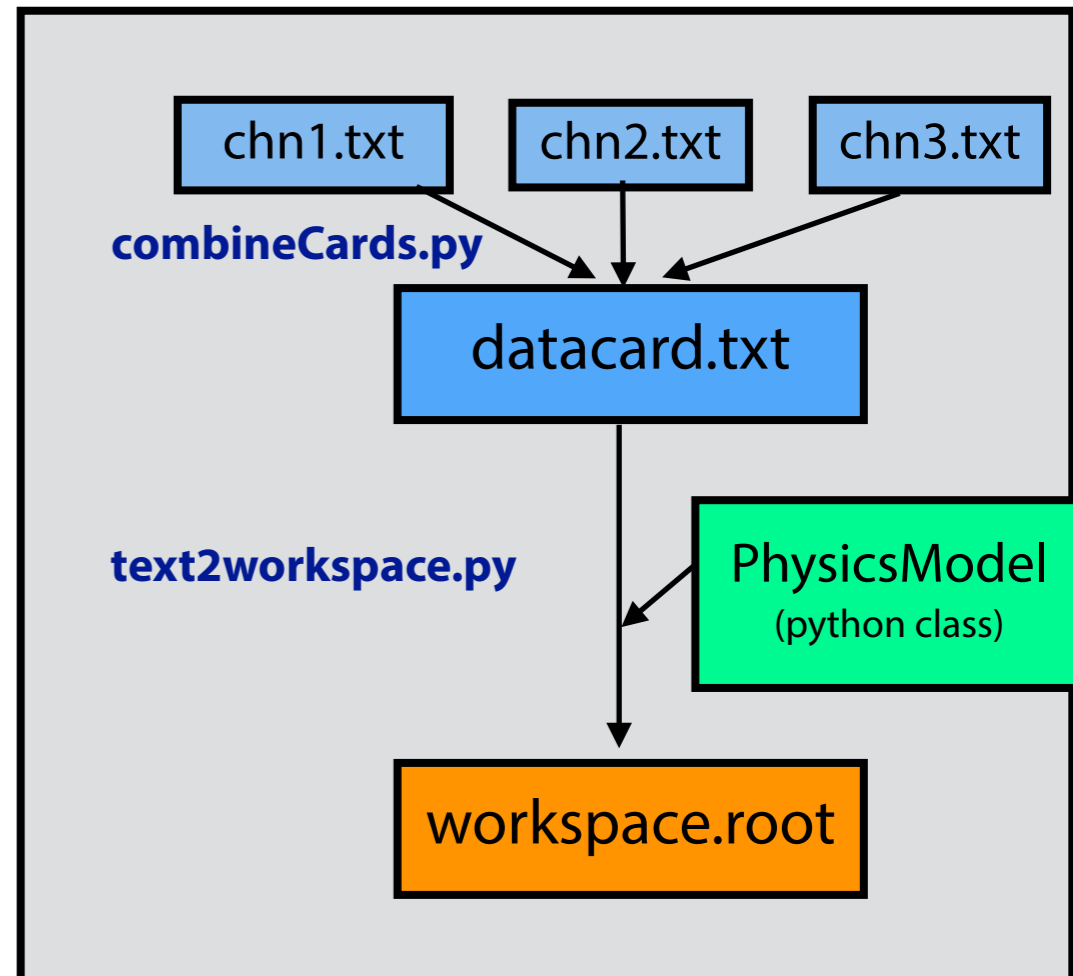 chn1.txt
chn2.txt
chn3.txt
combineCards.py
datacard.txt
text2workspace.py
PhysicsModel
(python class)
workspace.root